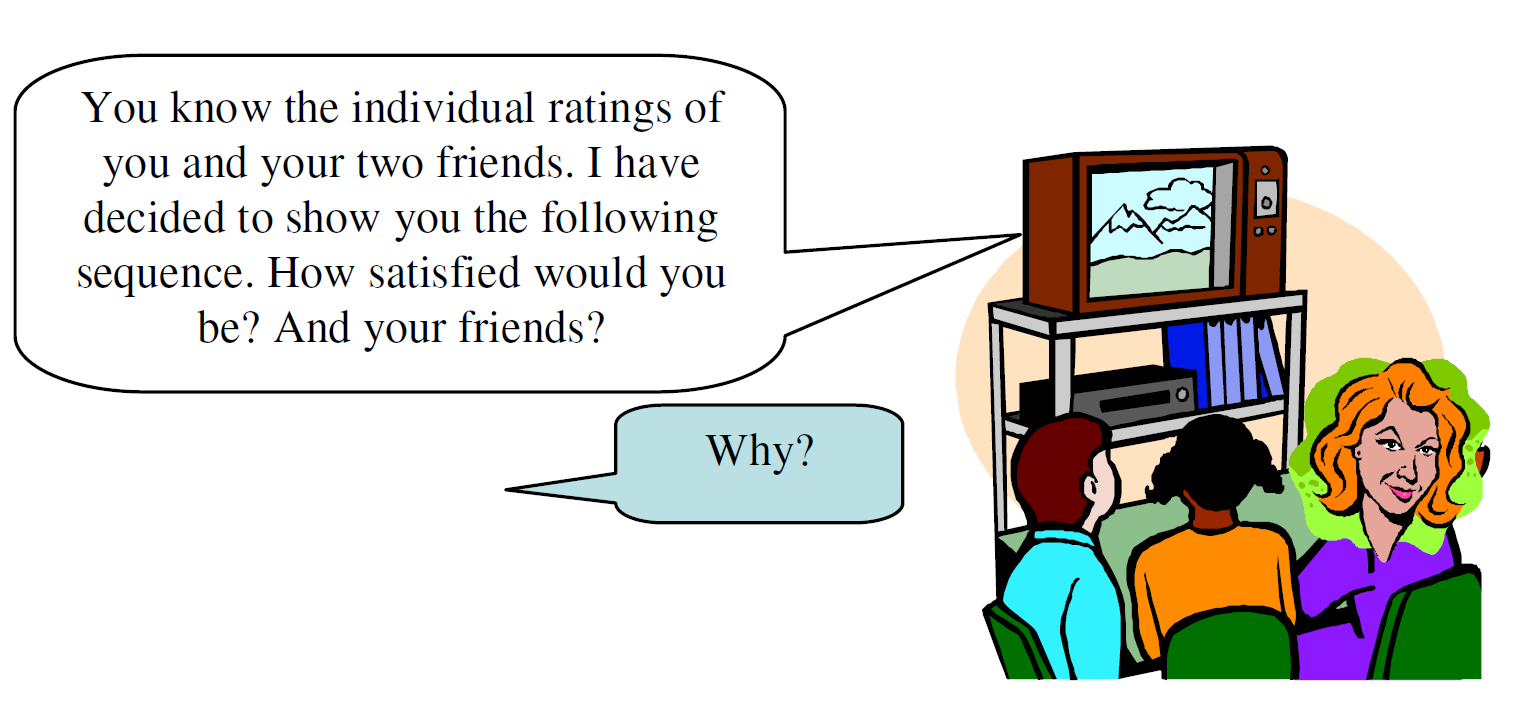 You know the individual ratings of
you and your two friends. I have
decided to show you the following
sequence. How satisfied would you
be? And your friends?
Why?